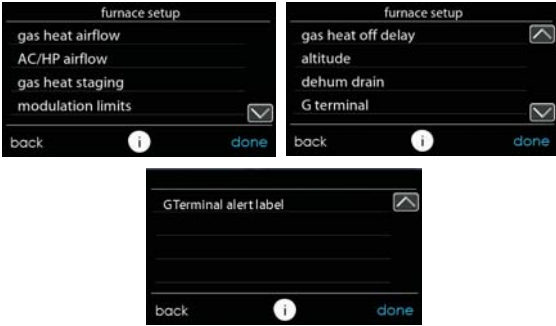 furnace setup
gas heat airflow
AC/HP airflow
gas heat staging
modulation limits
back
i
done
furnace setup
gas heat off delay
altitude
dehum drain
G terminal
back
i
done
GTerminal alert label
back
i
done